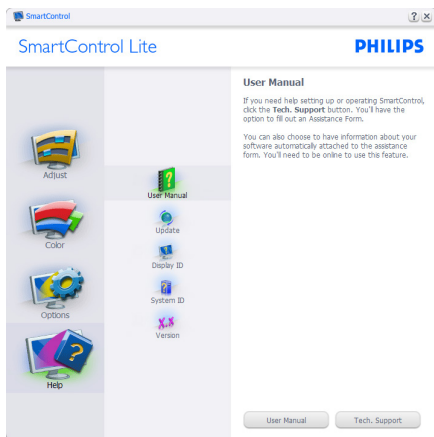 SmartControl
SmartControl Lite
PHILIPS
Adjust
Color
Options
Help
User Manual
Update
Display ID
System ID
X.X
Version
User Manual
If you need help setting up or operating SmartControl,
click the Tech. Support button. You'll have the
option to fill out an Assistance Form.
You can also choose to have information about your
software automatically attached to the assistance
form. You'll need to be online to use this feature.
User Manual
Tech. Support